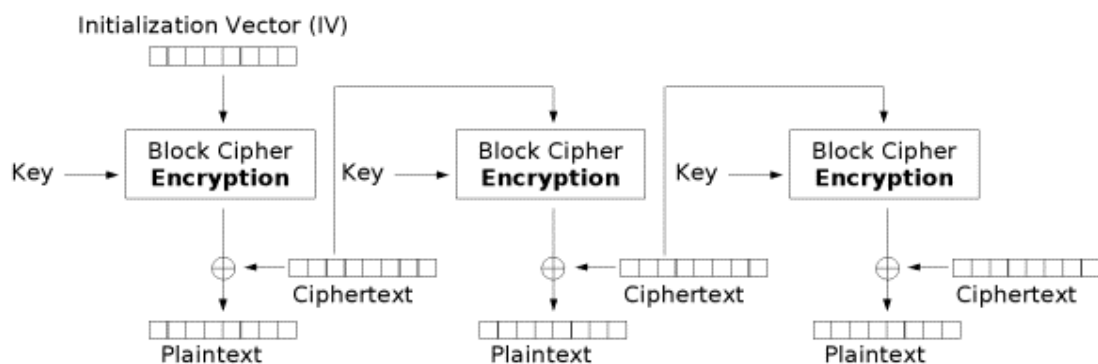 Initialization Vector (IV)
Block Cipher
Encryption
Key
Block Cipher
Encryption
Key
Block Cipher
Encryption
Key
Ciphertext
Ciphertext
Ciphertext
Plaintext
Plaintext
Plaintext